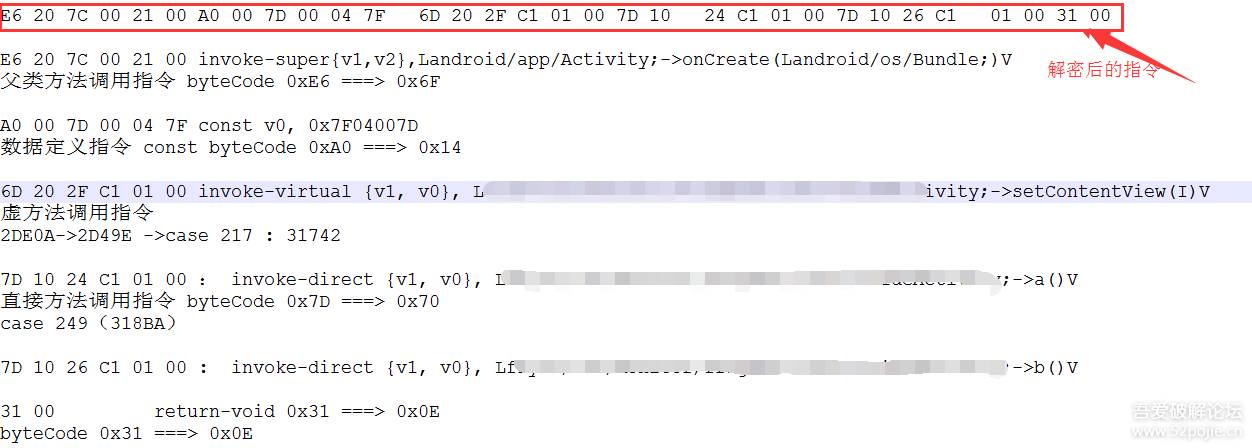 E6 20 7C 00 21 00 A0 00 7D 00 04 7F 6D 20 2F C1 01 00 7D 10 24 C1 01 00 7D 10 26 C1 01 00 31 00
E6 20 7C 00 21 00 invoke-super{v1,v2},Landroid/app/Activity;->onCreate(Landroid/os/Bundle;)V
解密后的指令
父类方法调用指令 byteCode 0xE6 ===> 0x6F
A0 00 7D 00 04 7F const v0, 0x7F04007D
数据定义指令 const byteCode 0xA0 ===> 0x14
6D 20 2F C1 01 00 invoke-virtual {v1, v0}, L ivity;->setContentView(I)V
虚方法调用指令
2DE0A->2D49E ->case 217 : 31742
7D 10 24 C1 01 00 : invoke-direct {v1, v0}, L ;->a()V
直接方法调用指令 byteCode 0x7D ===> 0x70
case 249（318BA）
7D 10 26 C1 01 00 : invoke-direct {v1, v0}, Lf ;->b()V
31 00 return-void 0x31 ===> 0x0E
byteCode 0x31 ===> 0x0E
吾爱破解论坛
www.52pojie.cn